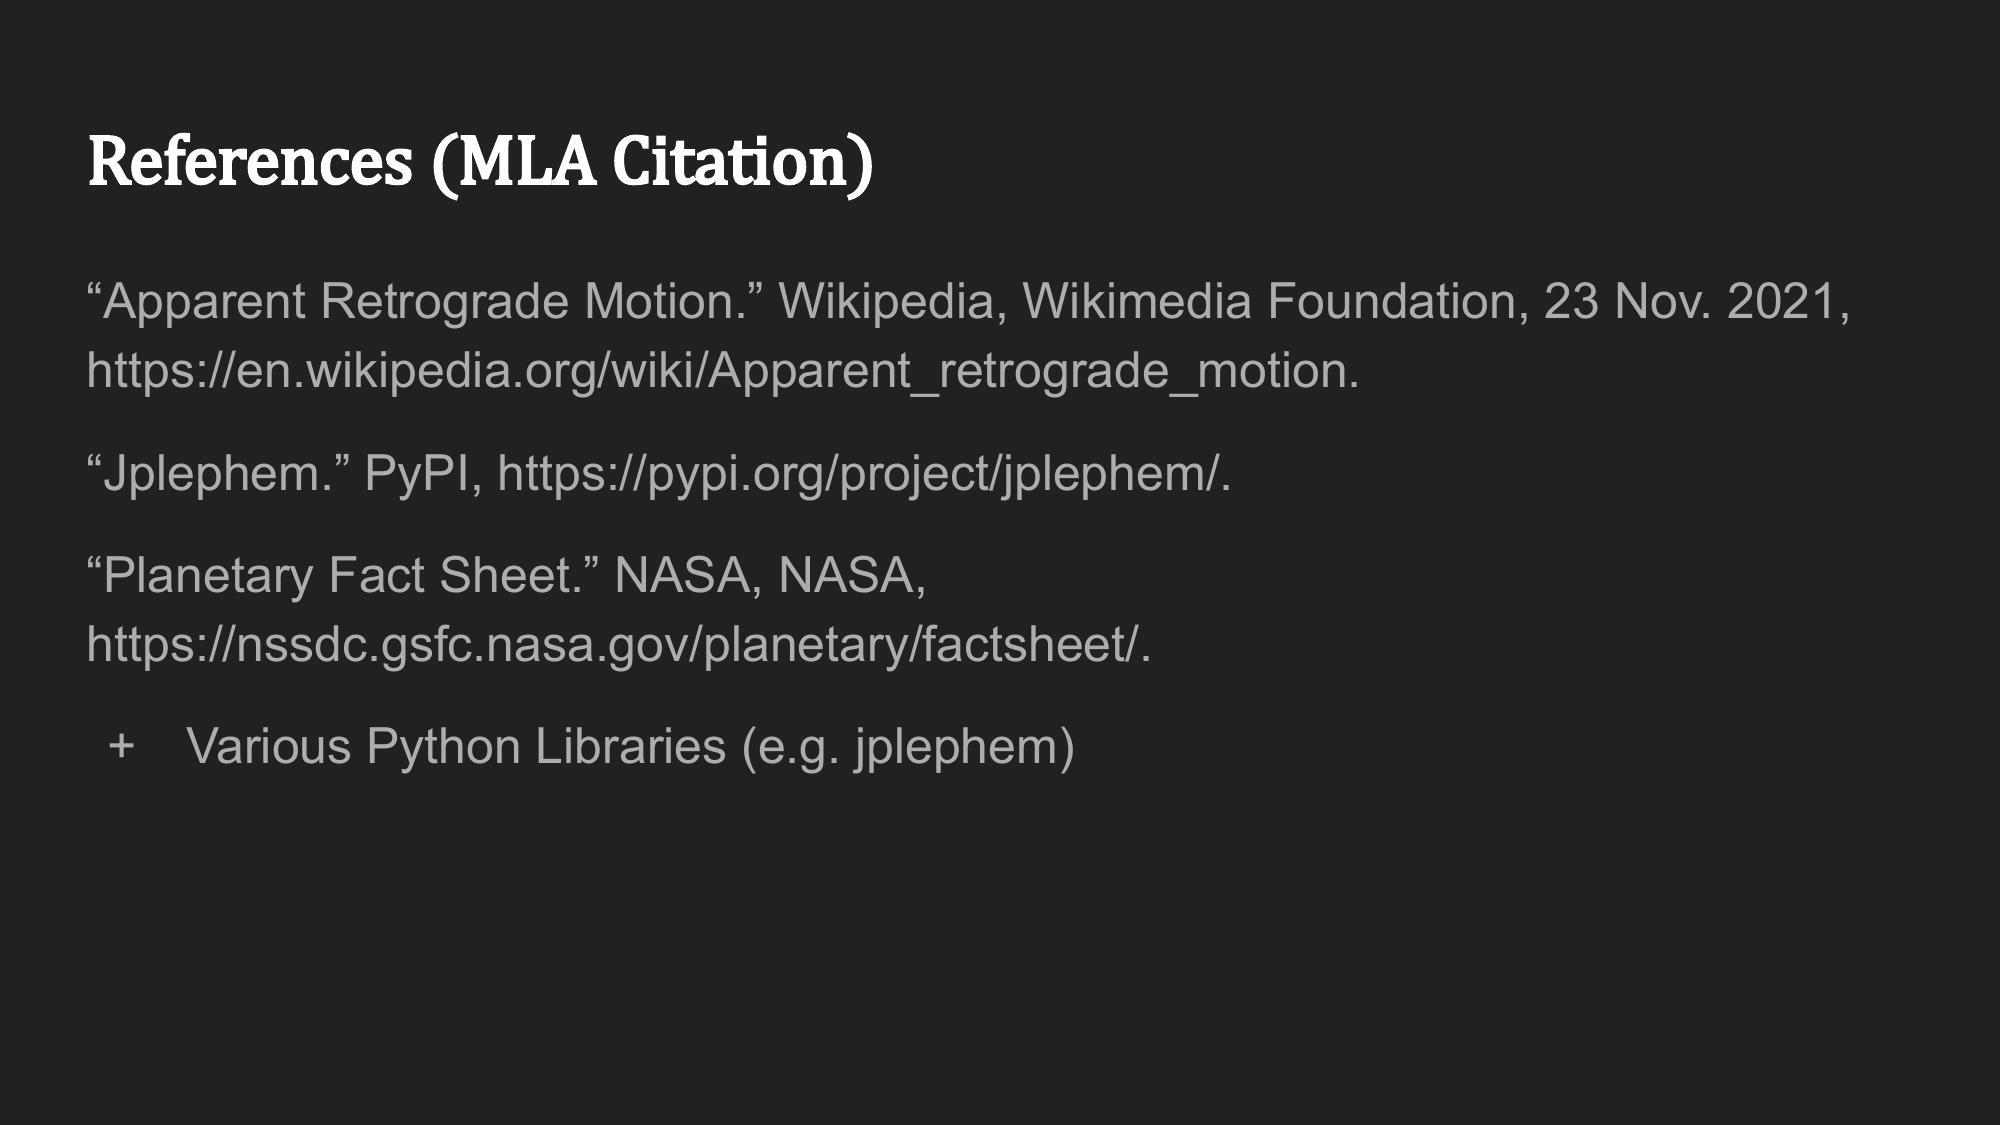 References (MLA Citation)
“Apparent Retrograde Motion.” Wikipedia, Wikimedia Foundation, 23 Nov. 2021,
https://en.wikipedia.org/wiki/Apparent_retrograde_motion.
“Jplephem.” PyPI, https://pypi.org/project/jplephem/.
“Planetary Fact Sheet.” NASA, NASA,
https://nssdc.gsfc.nasa.gov/planetary/factsheet/.
+ Various Python Libraries (e.g. jplephem)